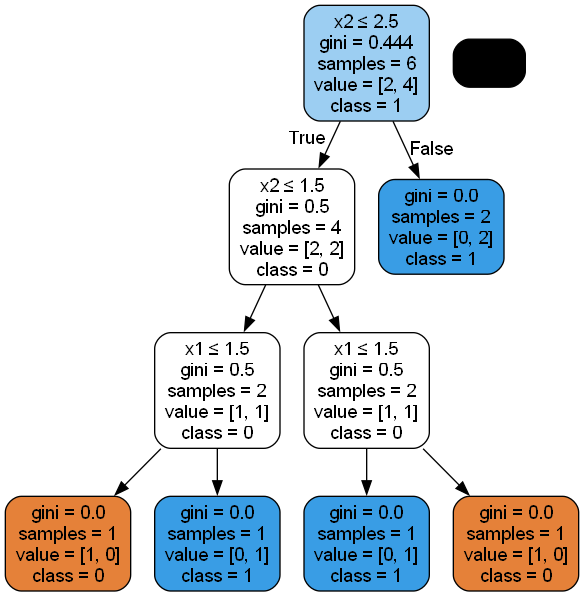 x2 ≤ 2.5
gini = 0.444
samples = 6
value = [2, 4]
class = 1
True
False
x2 ≤ 1.5
gini = 0.5
samples = 4
value = [2, 2]
class = 0
gini = 0.0
samples = 2
value = [0, 2]
class = 1
x1 ≤ 1.5
gini = 0.5
samples = 2
value = [1, 1]
class = 0
x1 ≤ 1.5
gini = 0.5
samples = 2
value = [1, 1]
class = 0
gini = 0.0
samples = 1
value = [1, 0]
class = 0
gini = 0.0
samples = 1
value = [0, 1]
class = 1
gini = 0.0
samples = 1
value = [0, 1]
class = 1
gini = 0.0
samples = 1
value = [1, 0]
class = 0